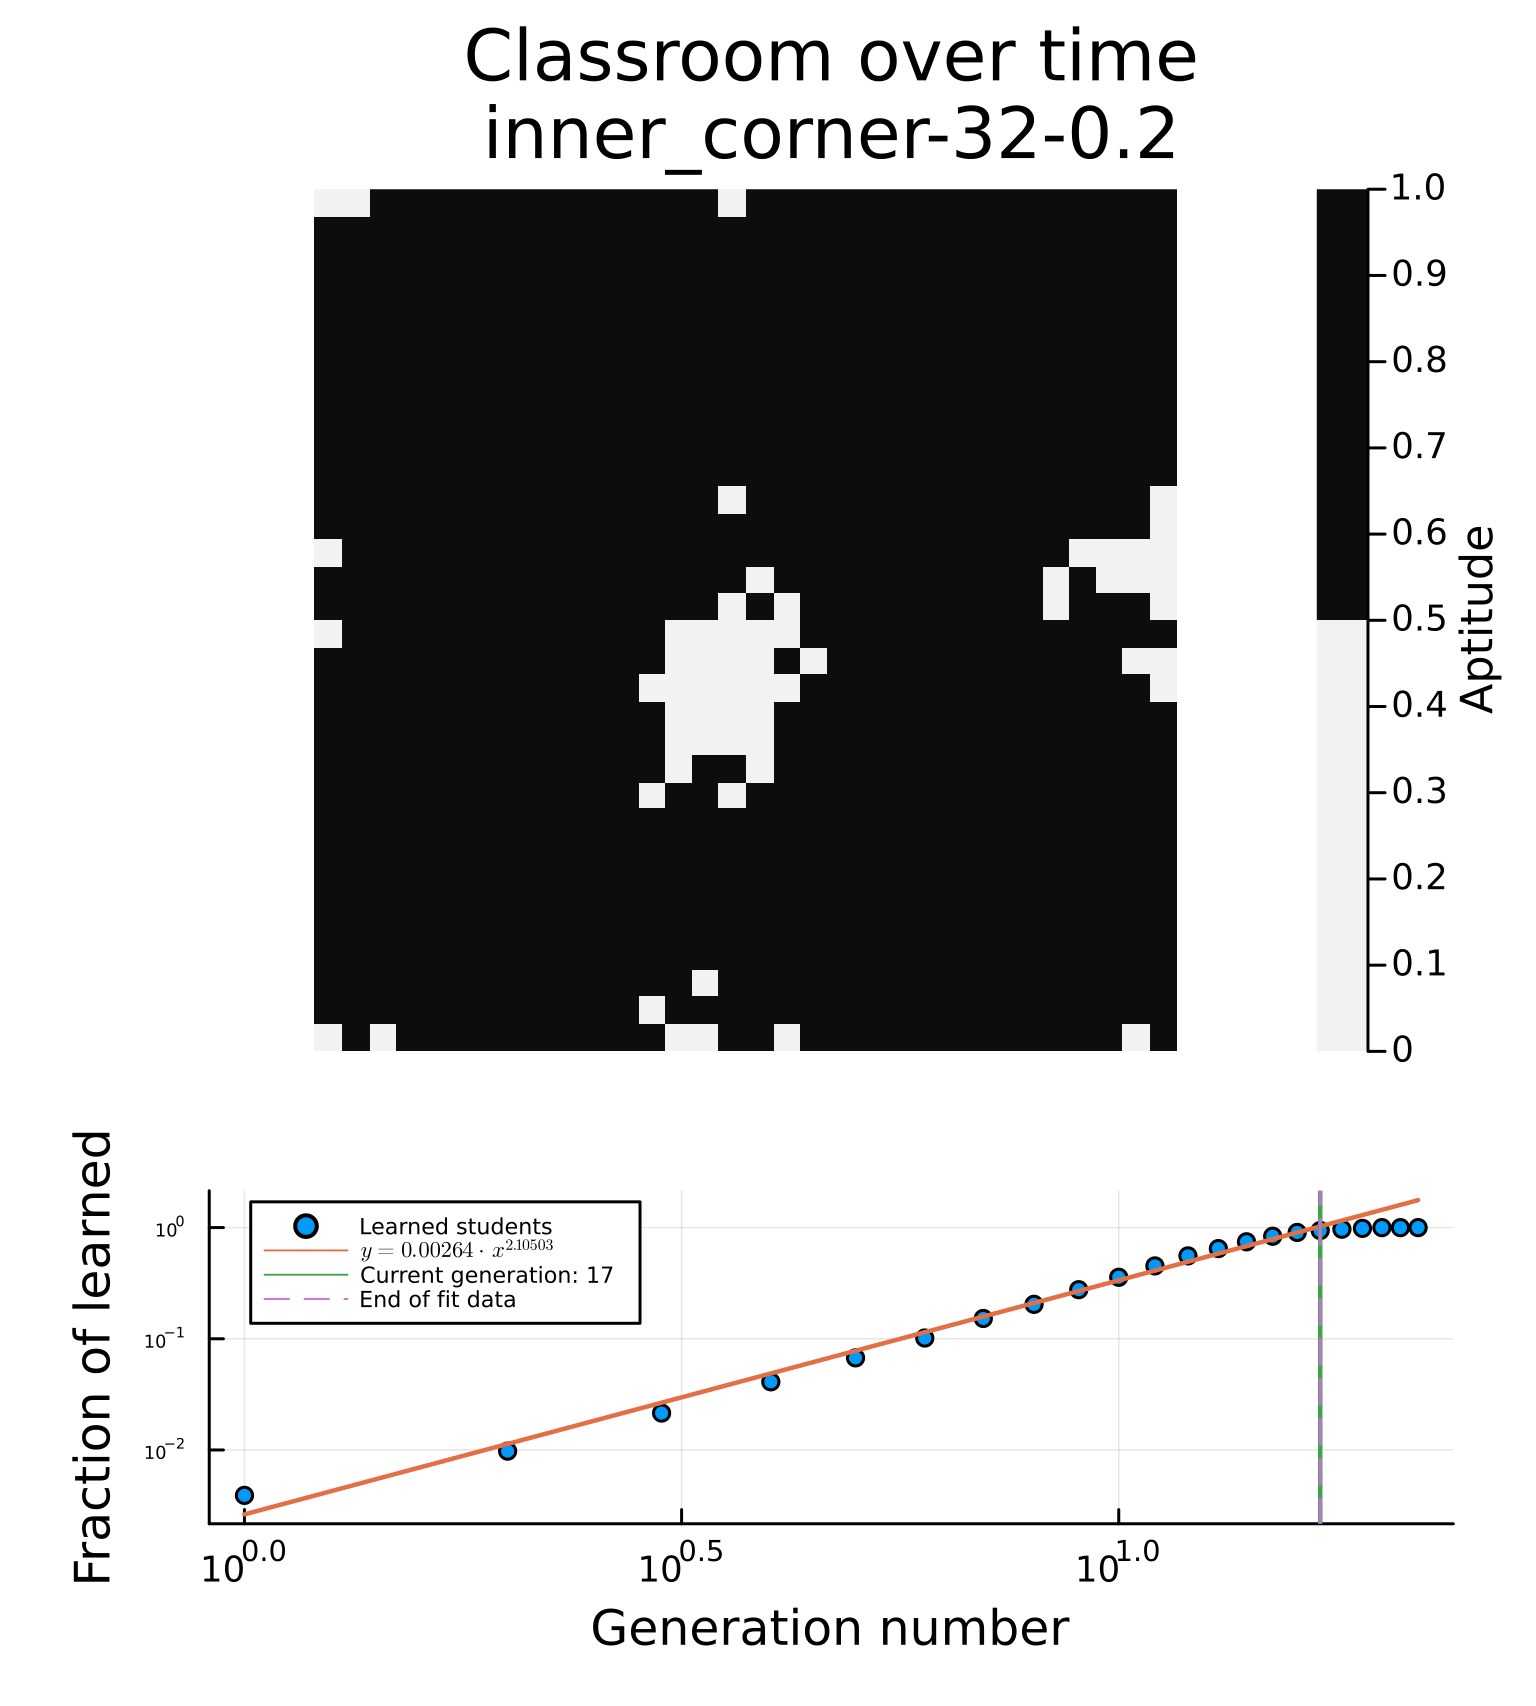 Classroom over time
inner_corner-32-0.2
1.0
0.9
0.8
0.7
0.6
0.5
0.4
0.3
0.2
0.1
0
Aptitude
Fraction of learned
10⁰
10⁻¹
10⁻²
Learned students
y = 0.00264 · x^2.10503
Current generation: 17
End of fit data
10^0.0
10^0.5
10^1.0
Generation number